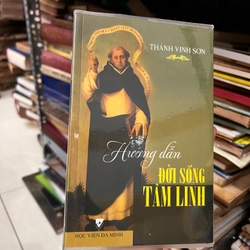 THÁNH VINH SƠN
Hướng dẫn
ĐỜI SỐNG
TÂM LINH
HỌC VIỆN ĐA MINH